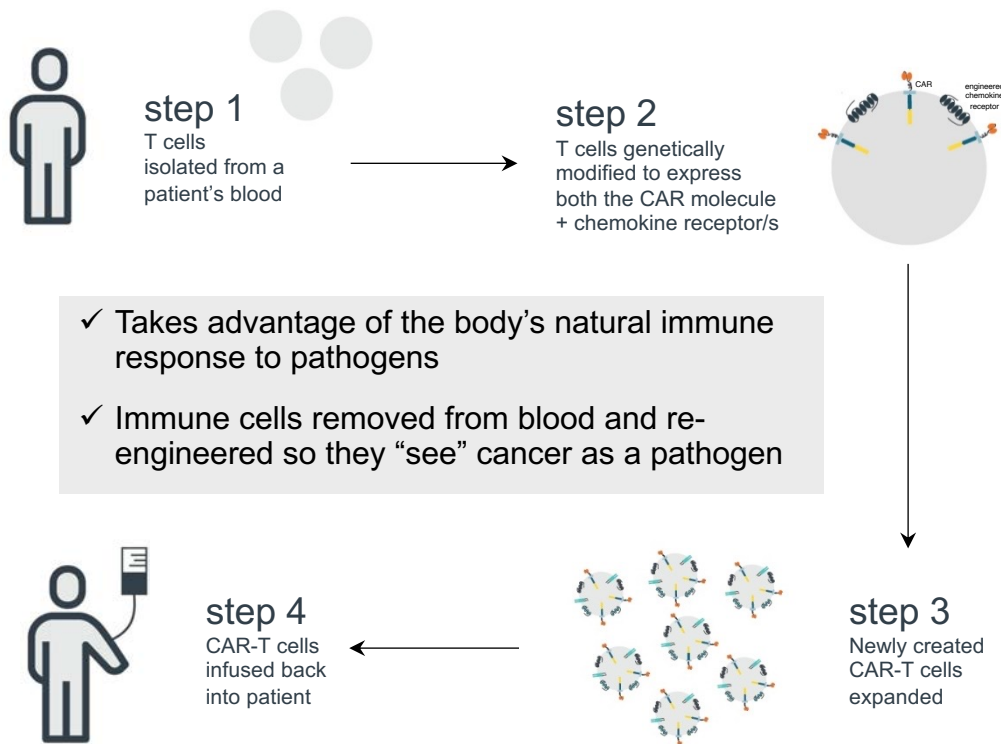 step 1
T cells
isolated from a
patient's blood
step 2
T cells genetically
modified to express
both the CAR molecule
+ chemokine receptor/s
CAR
engineered
chemokine
receptor
✓ Takes advantage of the body's natural immune
response to pathogens
✓ Immune cells removed from blood and re-
engineered so they “see” cancer as a pathogen
step 4
CAR-T cells
infused back
into patient
step 3
Newly created
CAR-T cells
expanded